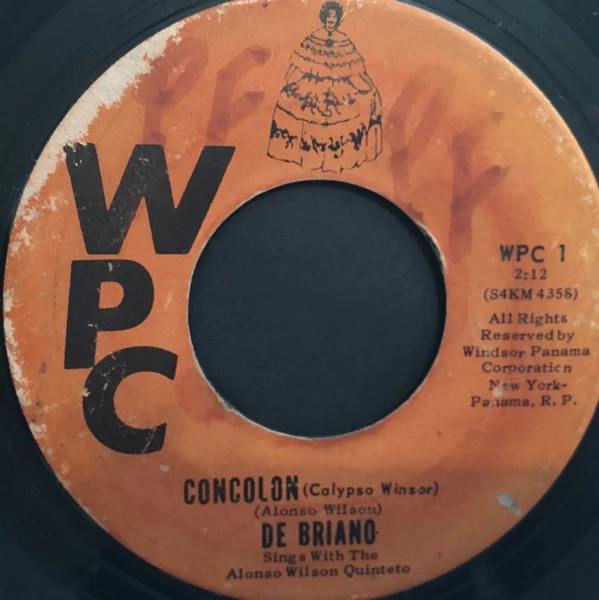 WPC
WPC 1
2:12
(S4KM 4358)
All Rights
Reserved by
Windsor Panama
Corporation
New York-
Panama, R. P.
CONCOLON (Calypso Winsor)
(Alonso Wilson)
DE BRIANO
Sings With The
Alonso Wilson Quinteto